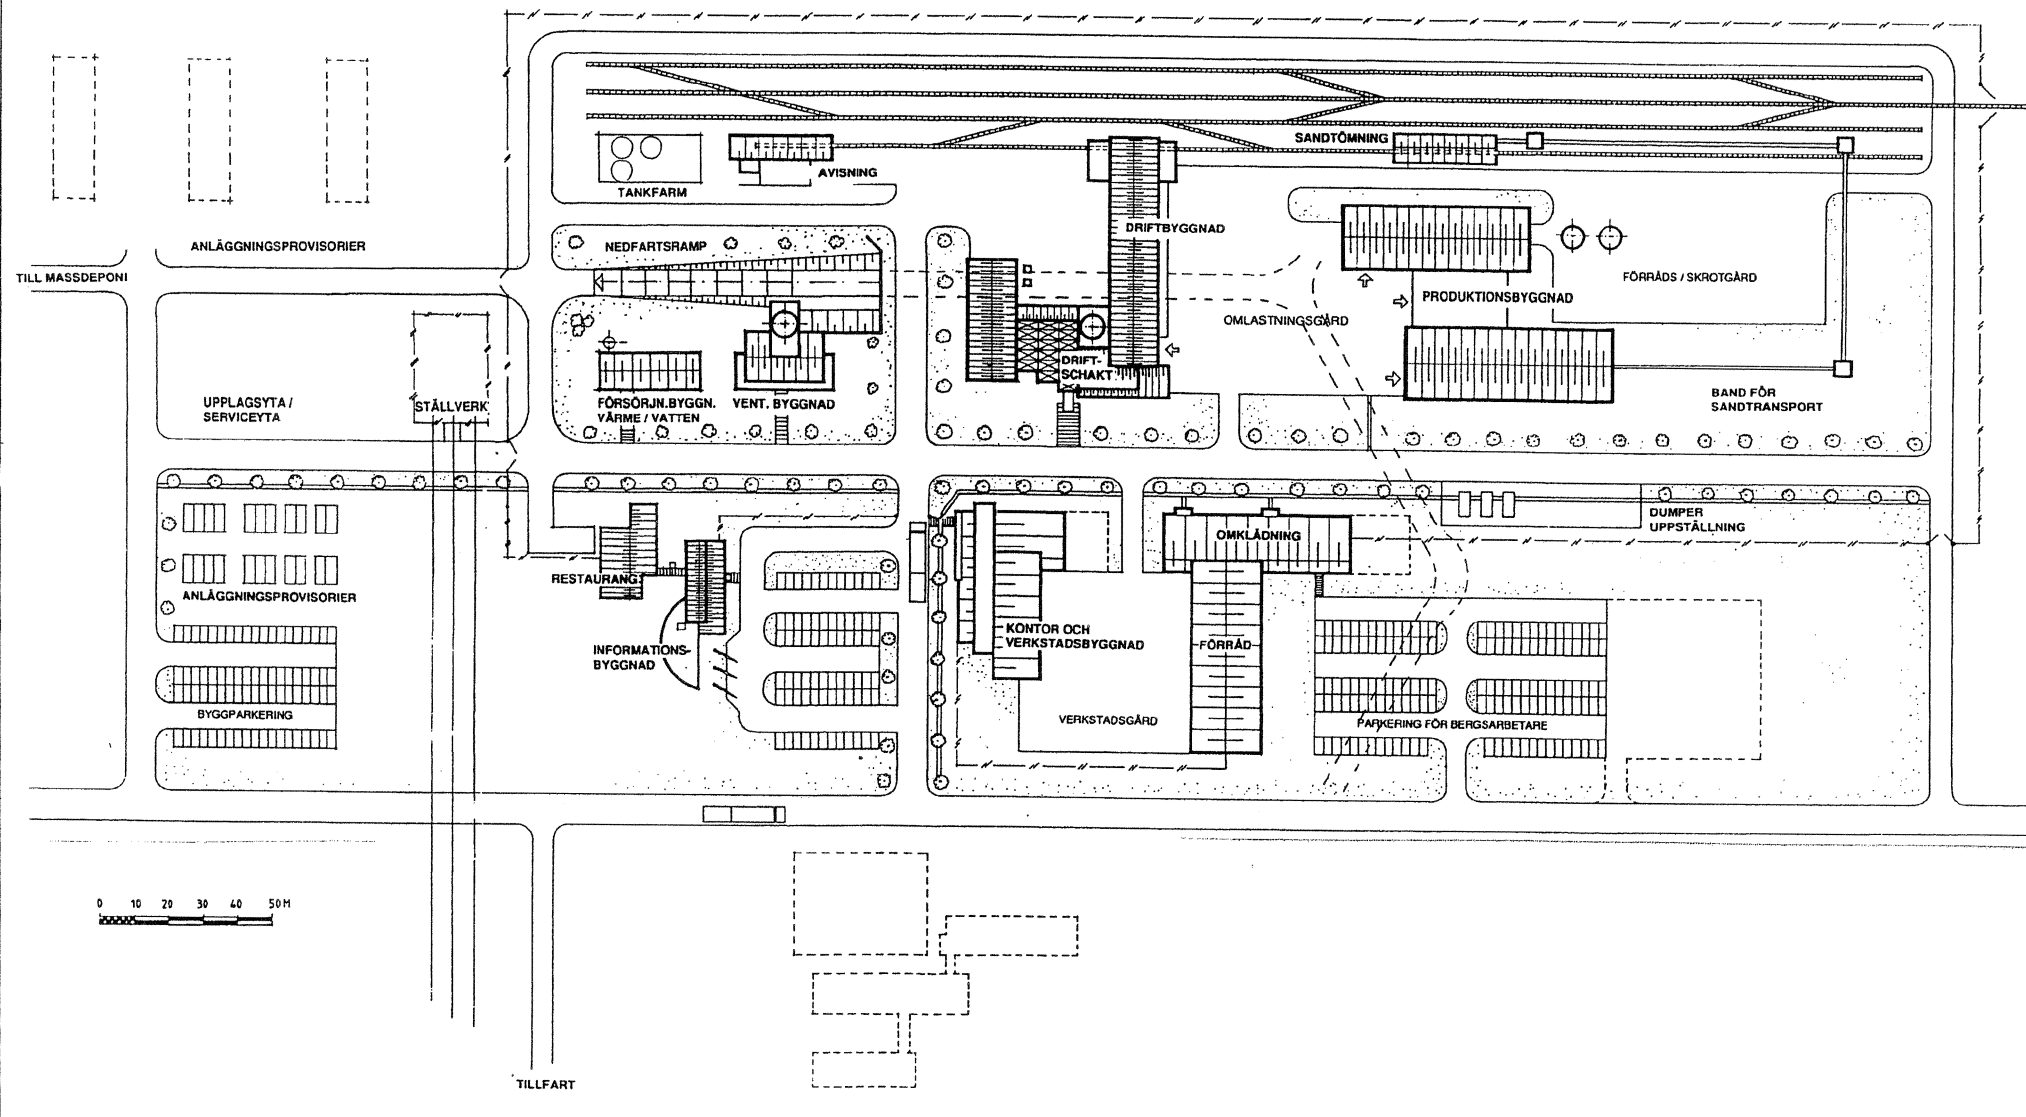 SANDTÖMNING
AVISNING
TANKFARM
DRIFTBYGGNAD
ANLÄGGNINGSPROVISORIER
NEDFARTSRAMP
TILL MASSDEPONI
FÖRRÅDS / SKROTGÅRD
PRODUKTIONSBYGGNAD
OMLASTNINGSGÅRD
DRIFT-
SCHAKT
UPPLAGSYTA /
SERVICEYTA
STÄLLVERK
FÖRSÖRJN.BYGGN.
VÄRME / VATTEN
VENT. BYGGNAD
BAND FÖR
SANDTRANSPORT
DUMPER
UPPSTÄLLNING
OMKLÄDNING
RESTAURANG
ANLÄGGNINGSPROVISORIER
KONTOR OCH
VERKSTADSBYGGNAD
FÖRRÅD
INFORMATIONS-
BYGGNAD
BYGGPARKERING
VERKSTADSGÅRD
PARKERING FÖR BERGSARBETARE
0 10 20 30 40 50 M
TILLFART